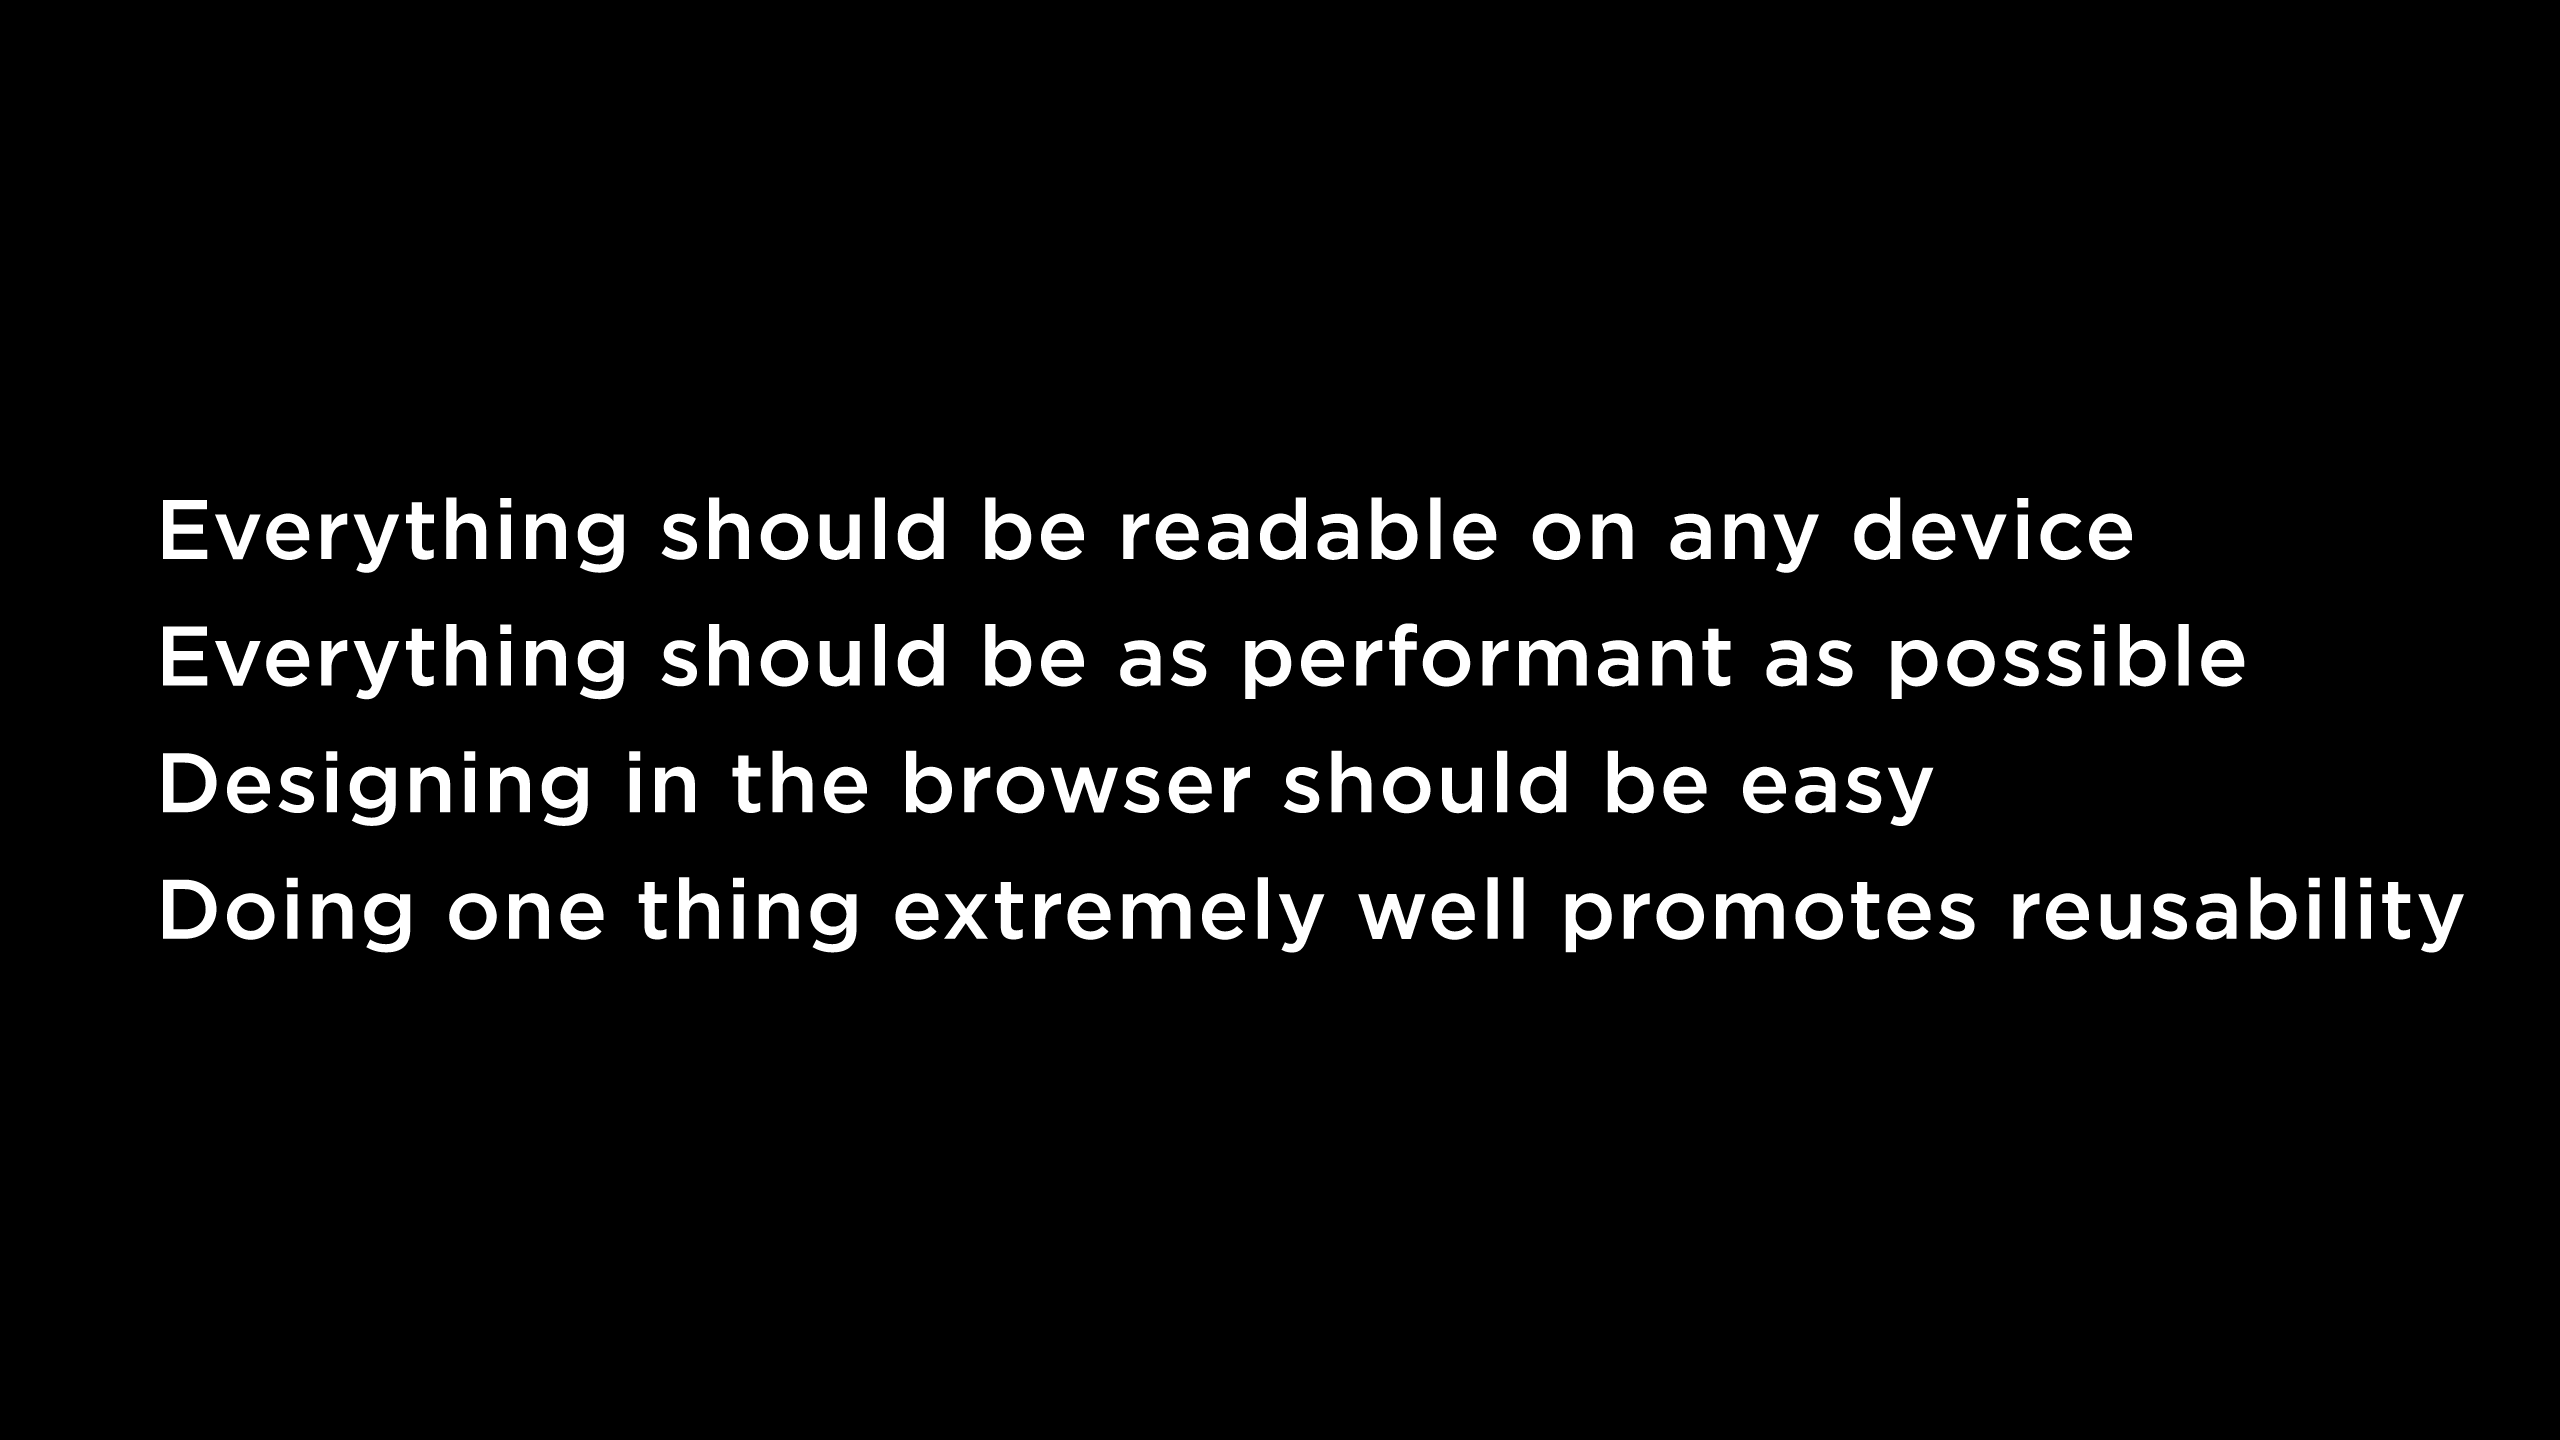 Everything should be readable on any device
Everything should be as performant as possible
Designing in the browser should be easy
Doing one thing extremely well promotes reusability